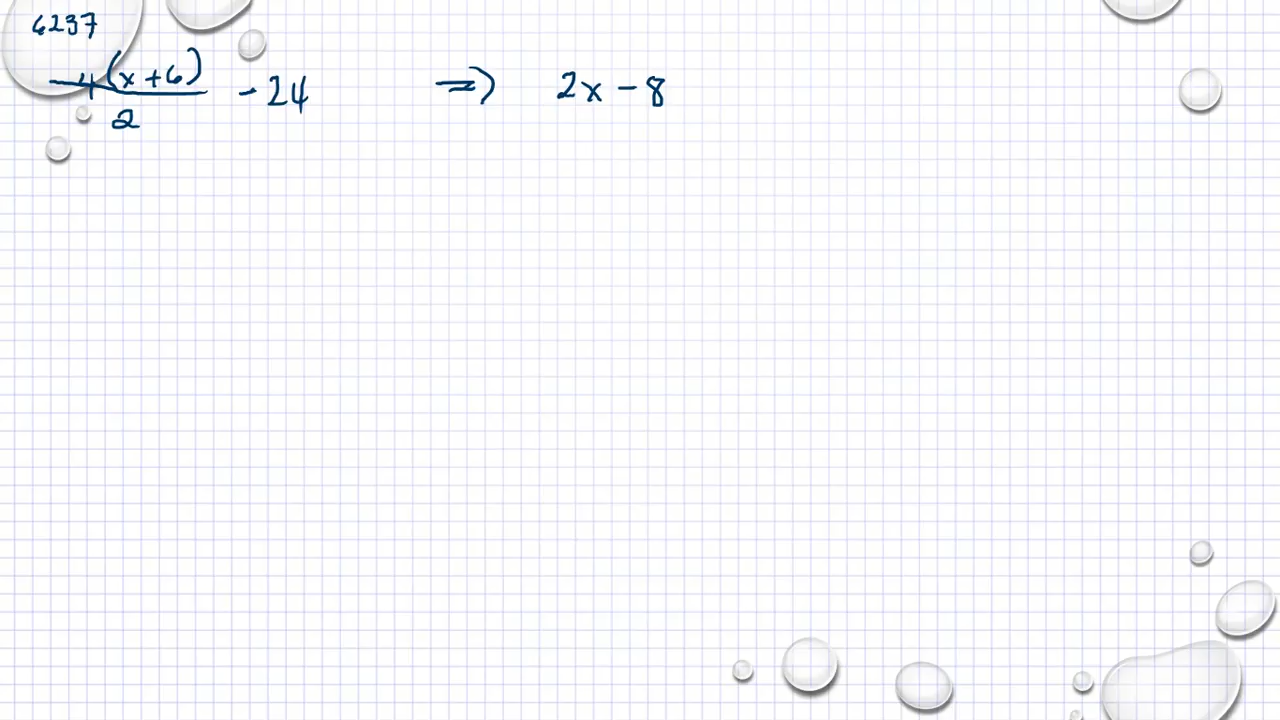 6237
4(x+6)/2 - 24 ⇒ 2x - 8